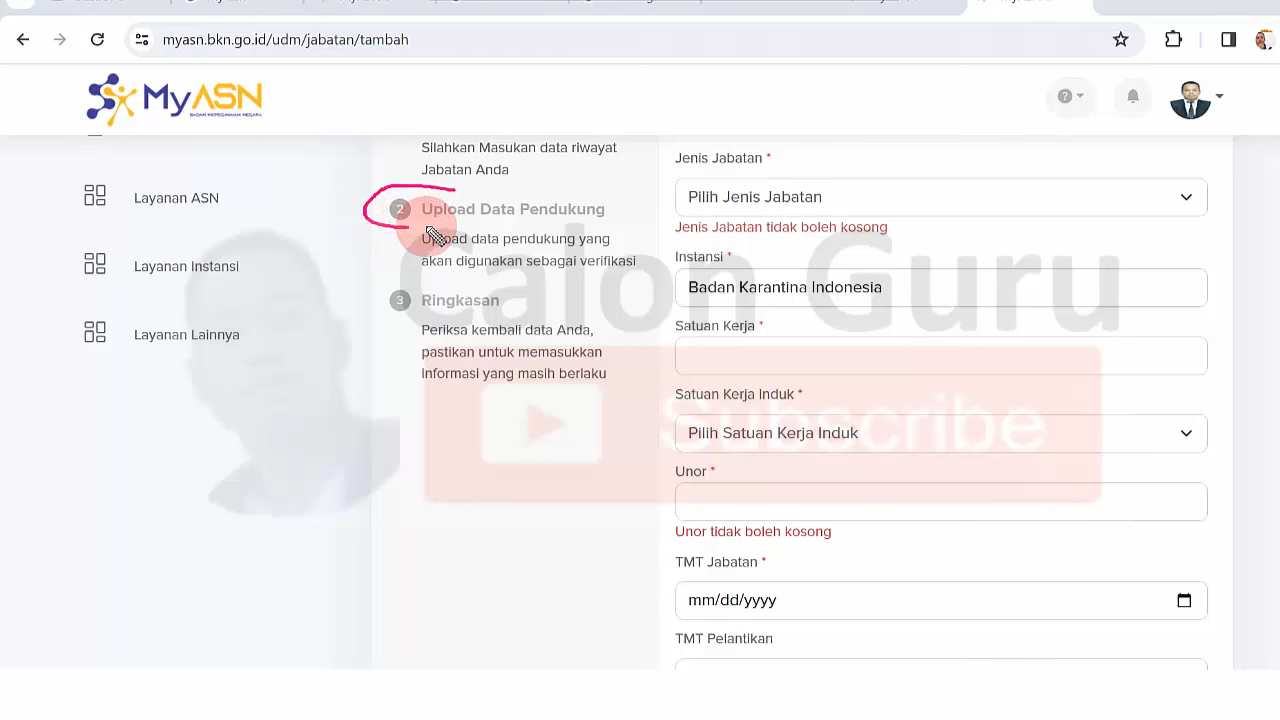 myasn.bkn.go.id/udm/jabatan/tambah
MyASN
BADAN KEPEGAWAIAN NEGARA
Layanan ASN
Layanan Instansi
Layanan Lainnya
Silahkan Masukan data riwayat
Jabatan Anda
2 Upload Data Pendukung
Upload data pendukung yang
akan digunakan sebagai verifikasi
3 Ringkasan
Periksa kembali data Anda,
pastikan untuk memasukkan
informasi yang masih berlaku
Jenis Jabatan *
Pilih Jenis Jabatan
Jenis Jabatan tidak boleh kosong
Instansi *
Badan Karantina Indonesia
Satuan Kerja *
Satuan Kerja Induk *
Pilih Satuan Kerja Induk
Unor *
Unor tidak boleh kosong
TMT Jabatan *
mm/dd/yyyy
TMT Pelantikan
Calon Guru
Subscribe